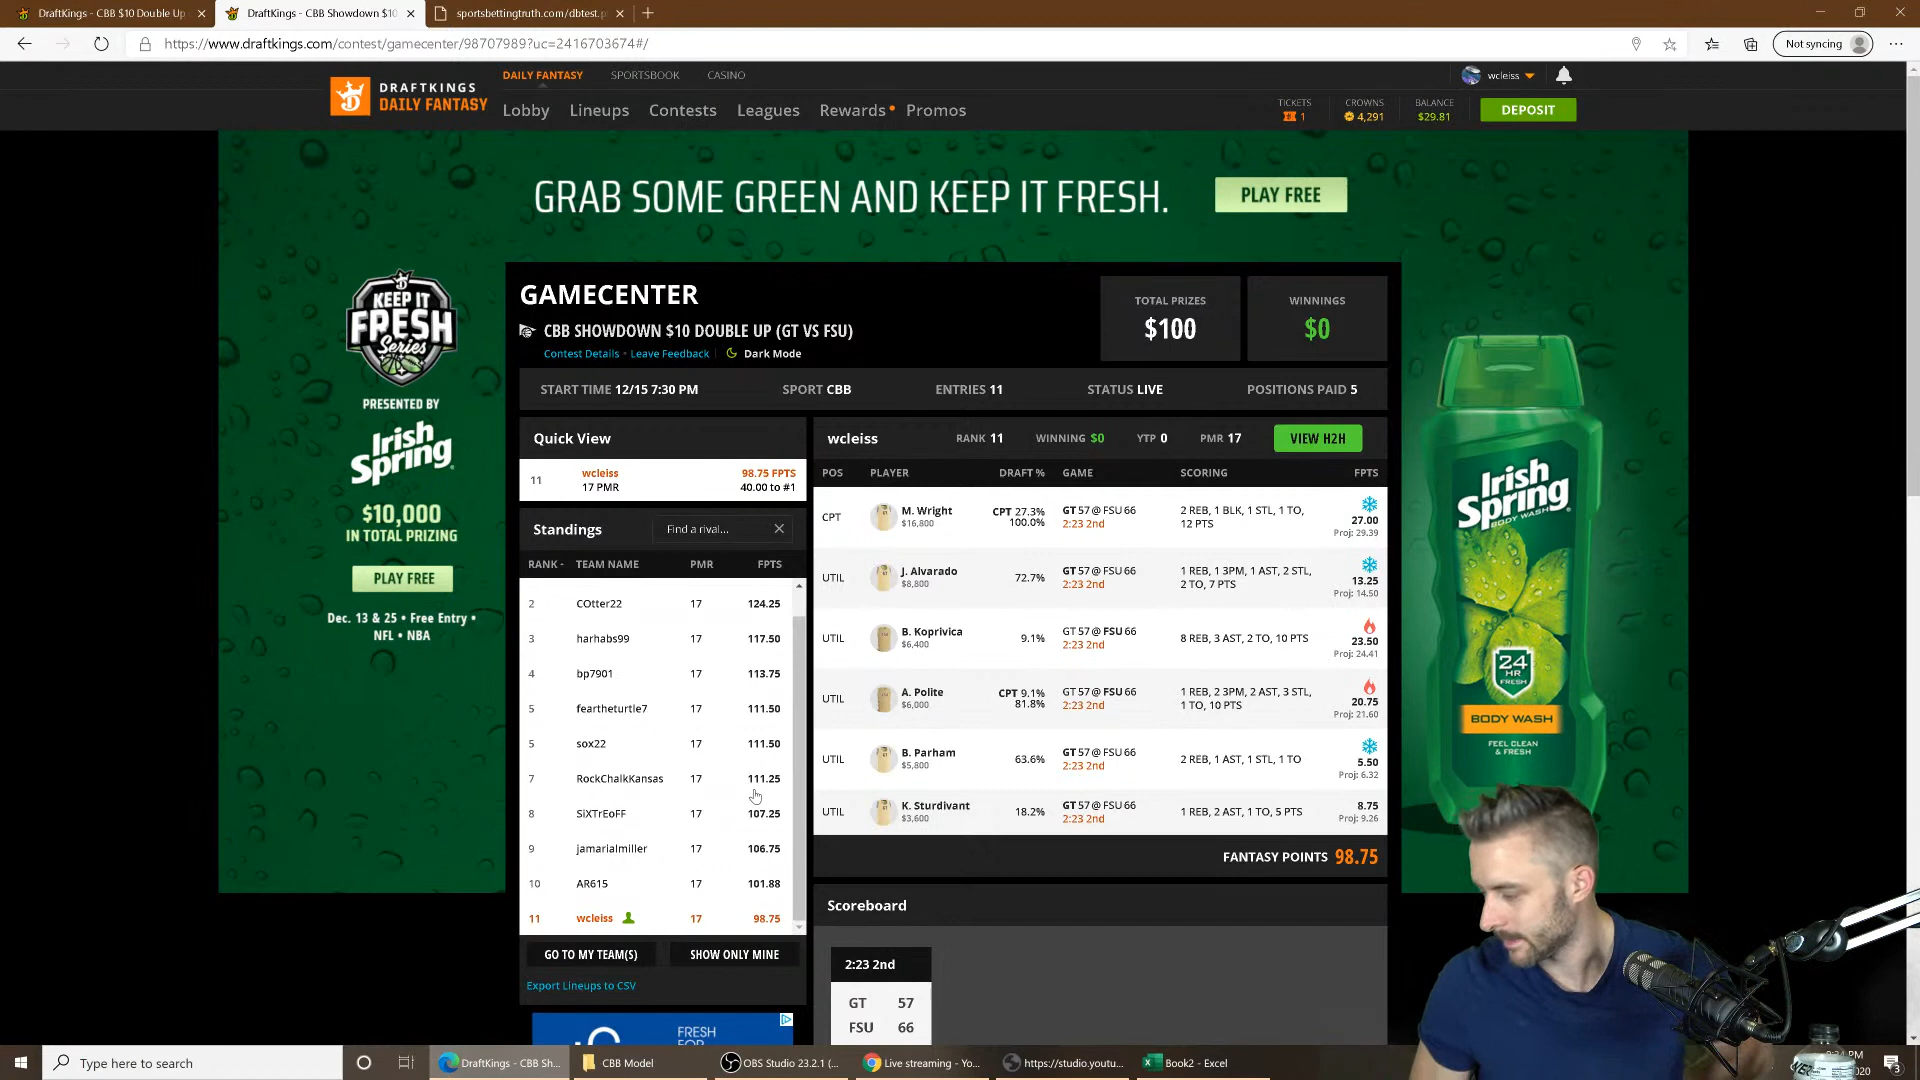 DraftKings - CBB $10 Double Up
DraftKings - CBB Showdown $10
sportsbettingtruth.com/dbtest.p
https://www.draftkings.com/contest/gamecenter/98707989?uc=2416703674#/
Not syncing
DRAFTKINGS
DAILY FANTASY
DAILY FANTASY SPORTSBOOK CASINO
wcleiss
Lobby Lineups Contests Leagues Rewards Promos
TICKETS 1
CROWNS 4,291
BALANCE $29.81
DEPOSIT
GRAB SOME GREEN AND KEEP IT FRESH.
PLAY FREE
KEEP IT
FRESH
Series
PRESENTED BY
Irish
Spring
$10,000
IN TOTAL PRIZING
PLAY FREE
Dec. 13 & 25 • Free Entry •
NFL • NBA
GAMECENTER
CBB SHOWDOWN $10 DOUBLE UP (GT VS FSU)
Contest Details - Leave Feedback Dark Mode
TOTAL PRIZES
$100
WINNINGS
$0
START TIME 12/15 7:30 PM SPORT CBB ENTRIES 11 STATUS LIVE POSITIONS PAID 5
Quick View
11 wcleiss 98.75 FPTS
17 PMR 40.00 to #1
Standings Find a rival...
RANK TEAM NAME PMR FPTS
2 COtter22 17 124.25
3 harhabs99 17 117.50
4 bp7901 17 113.75
5 feartheturtle7 17 111.50
5 sox22 17 111.50
7 RockChalkKansas 17 111.25
8 SiXTrEoFF 17 107.25
9 jamarialmiller 17 106.75
10 AR615 17 101.88
11 wcleiss 17 98.75
GO TO MY TEAM(S) SHOW ONLY MINE
Export Lineups to CSV
FRESH
FOR
wcleiss RANK 11 WINNING $0 YTP 0 PMR 17 VIEW H2H
POS PLAYER DRAFT % GAME SCORING FPTS
CPT M. Wright $16,800 CPT 27.3% 100.0% GT 57 @ FSU 66 2:23 2nd 2 REB, 1 BLK, 1 STL, 1 TO, 12 PTS 27.00 Proj: 29.39
UTIL J. Alvarado $8,800 72.7% GT 57 @ FSU 66 2:23 2nd 1 REB, 1 3PM, 1 AST, 2 STL, 2 TO, 7 PTS 13.25 Proj: 14.50
UTIL B. Koprivica $6,400 9.1% GT 57 @ FSU 66 2:23 2nd 8 REB, 3 AST, 2 TO, 10 PTS 23.50 Proj: 24.41
UTIL A. Polite $6,000 CPT 9.1% 81.8% GT 57 @ FSU 66 2:23 2nd 1 REB, 2 3PM, 2 AST, 3 STL, 1 TO, 10 PTS 20.75 Proj: 21.60
UTIL B. Parham $5,800 63.6% GT 57 @ FSU 66 2:23 2nd 2 REB, 1 AST, 1 STL, 1 TO 5.50 Proj: 6.32
UTIL K. Sturdivant $3,600 18.2% GT 57 @ FSU 66 2:23 2nd 1 REB, 2 AST, 1 TO, 5 PTS 8.75 Proj: 9.26
FANTASY POINTS 98.75
Scoreboard
2:23 2nd
GT 57
FSU 66
Irish
Spring
BODY WASH
24
HR
FRESH
BODY WASH
FEEL CLEAN
& FRESH
Type here to search
DraftKings - CBB Sh...
CBB Model
OBS Studio 23.2.1 (...
Live streaming - Yo...
https://studio.youtu...
Book2 - Excel
3